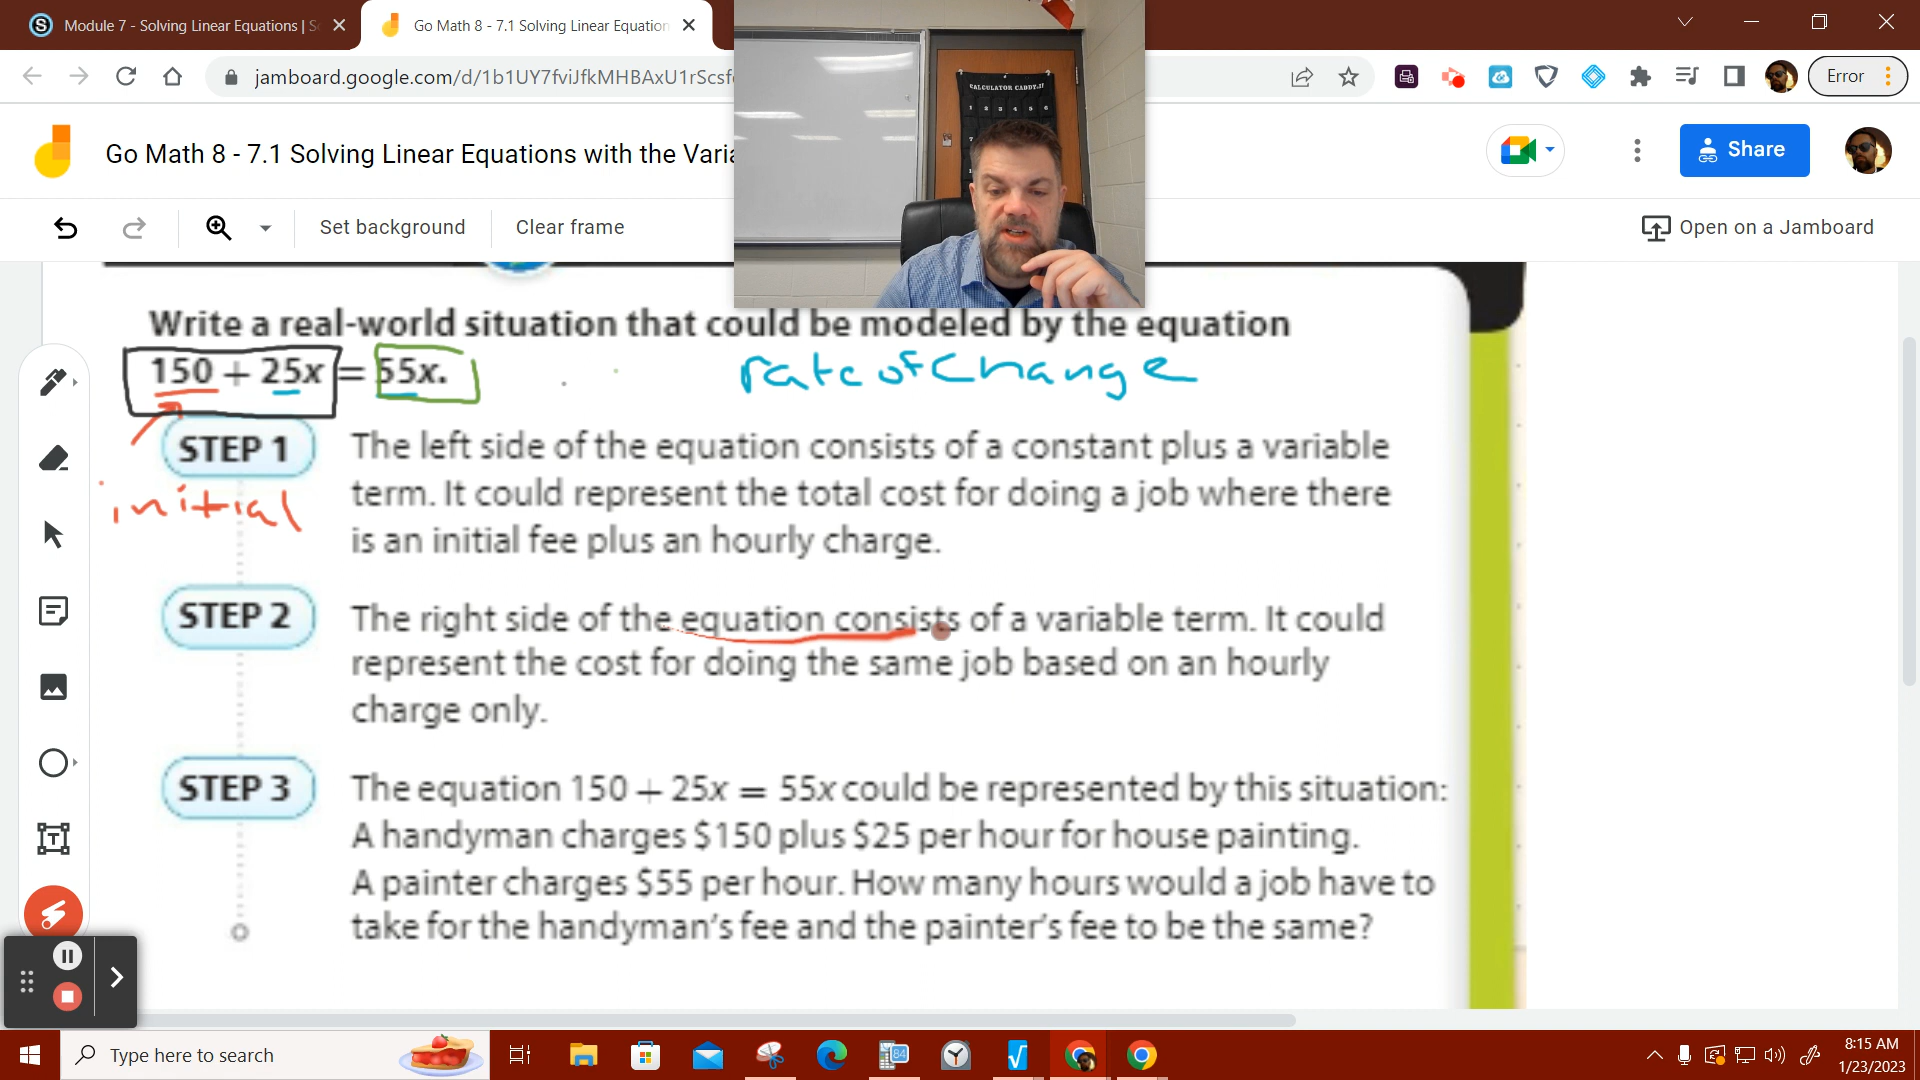 Module 7 - Solving Linear Equations |
Go Math 8 - 7.1 Solving Linear Equation
jamboard.google.com/d/1b1UY7fviJfkMHBAxU1rScsf
Error
CALCULATOR CADDY.II
Go Math 8 - 7.1 Solving Linear Equations with the Varia
Share
Set background
Clear frame
Open on a Jamboard
Write a real-world situation that could be modeled by the equation
150 + 25x = 55x.
rate of Change
STEP 1
The left side of the equation consists of a constant plus a variable
term. It could represent the total cost for doing a job where there
is an initial fee plus an hourly charge.
initial
STEP 2
The right side of the equation consists of a variable term. It could
represent the cost for doing the same job based on an hourly
charge only.
STEP 3
The equation 150 + 25x = 55x could be represented by this situation:
A handyman charges $150 plus $25 per hour for house painting.
A painter charges $55 per hour. How many hours would a job have to
take for the handyman's fee and the painter's fee to be the same?
Type here to search
84
8:15 AM
1/23/2023